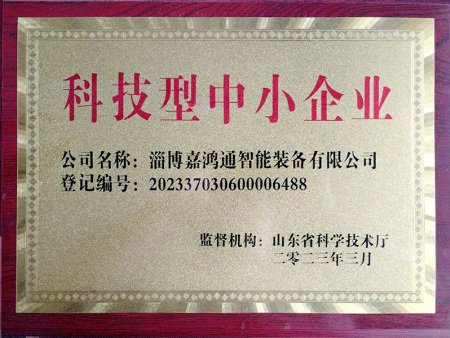 科技型中小企业
公司名称：淄博嘉鸿通智能装备有限公司
登记编号：202337030600006488
监督机构：山东省科学技术厅
二零二三年三月